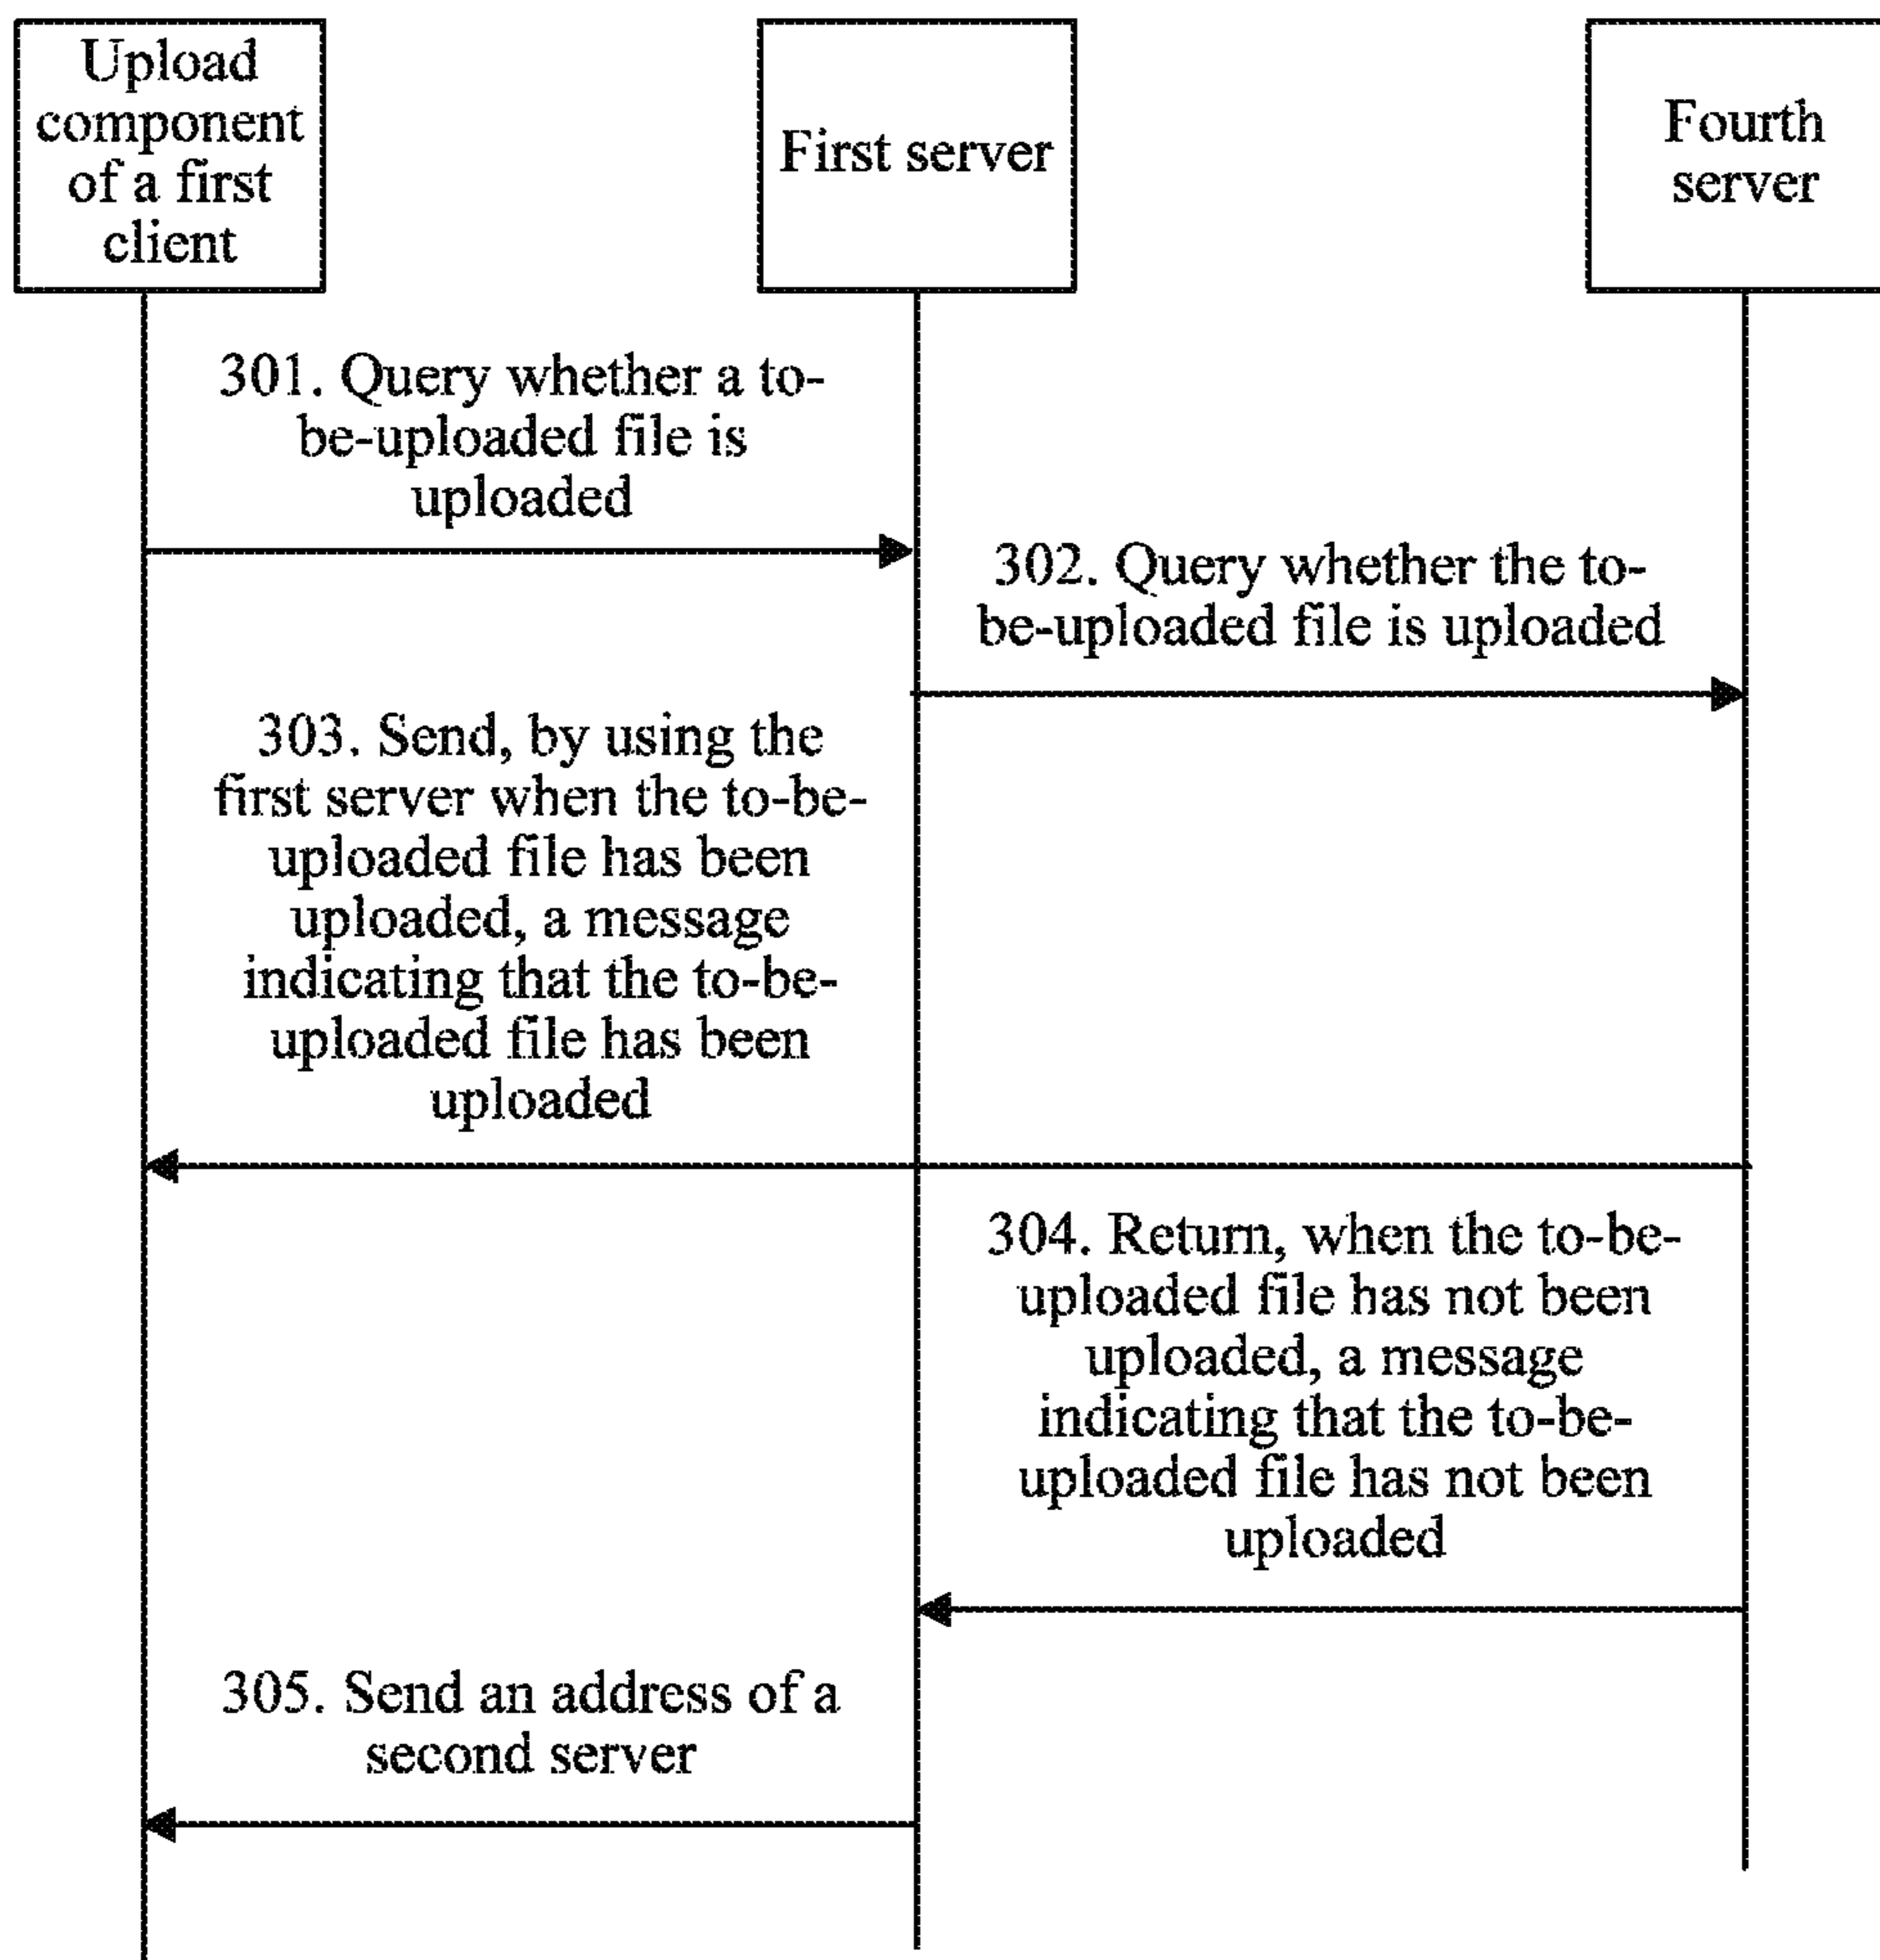 Upload
component
of a first
client
First server
Fourth
server
301. Query whether a to-
be-uploaded file is
uploaded
302. Query whether the to-
be-uploaded file is uploaded
303. Send, by using the
first server when the to-be-
uploaded file has been
uploaded, a message
indicating that the to-be-
uploaded file has been
uploaded
304. Return, when the to-be-
uploaded file has not been
uploaded, a message
indicating that the to-be-
uploaded file has not been
uploaded
305. Send an address of a
second server